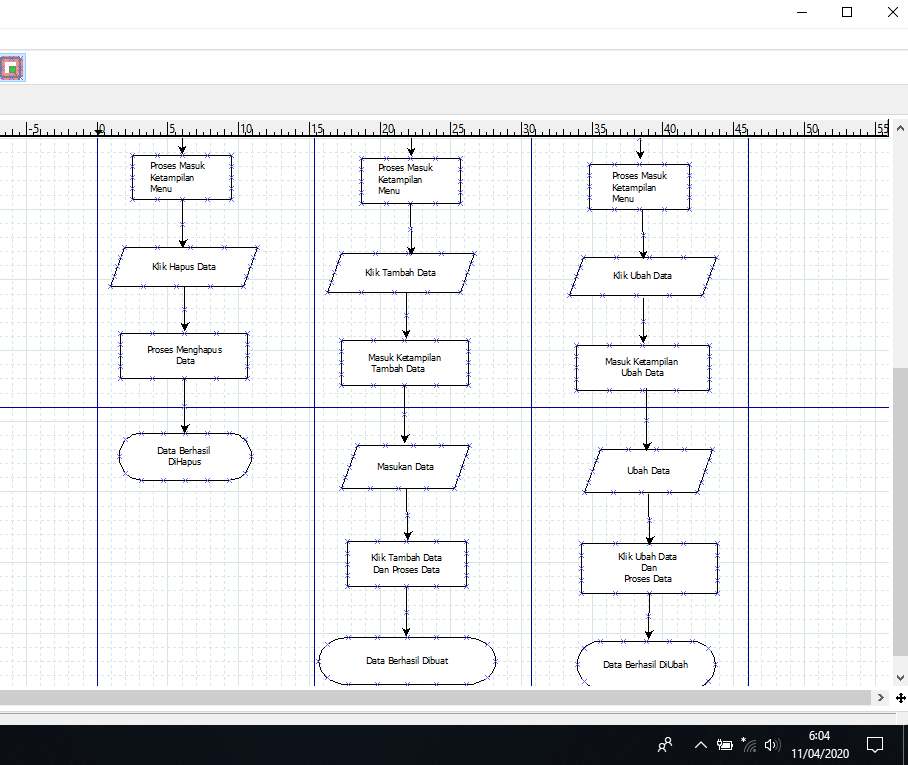 -5 0 5 10 15 20 25 30 35 40 45 50 55
Proses Masuk
Ketampilan
Menu
Klik Hapus Data
Proses Menghapus
Data
Data Berhasil
DiHapus
Proses Masuk
Ketampilan
Menu
Klik Tambah Data
Masuk Ketampilan
Tambah Data
Masukan Data
Klik Tambah Data
Dan Proses Data
Data Berhasil Dibuat
Proses Masuk
Ketampilan
Menu
Klik Ubah Data
Masuk Ketampilan
Ubah Data
Ubah Data
Klik Ubah Data
Dan
Proses Data
Data Berhasil DiUbah
6:04
11/04/2020